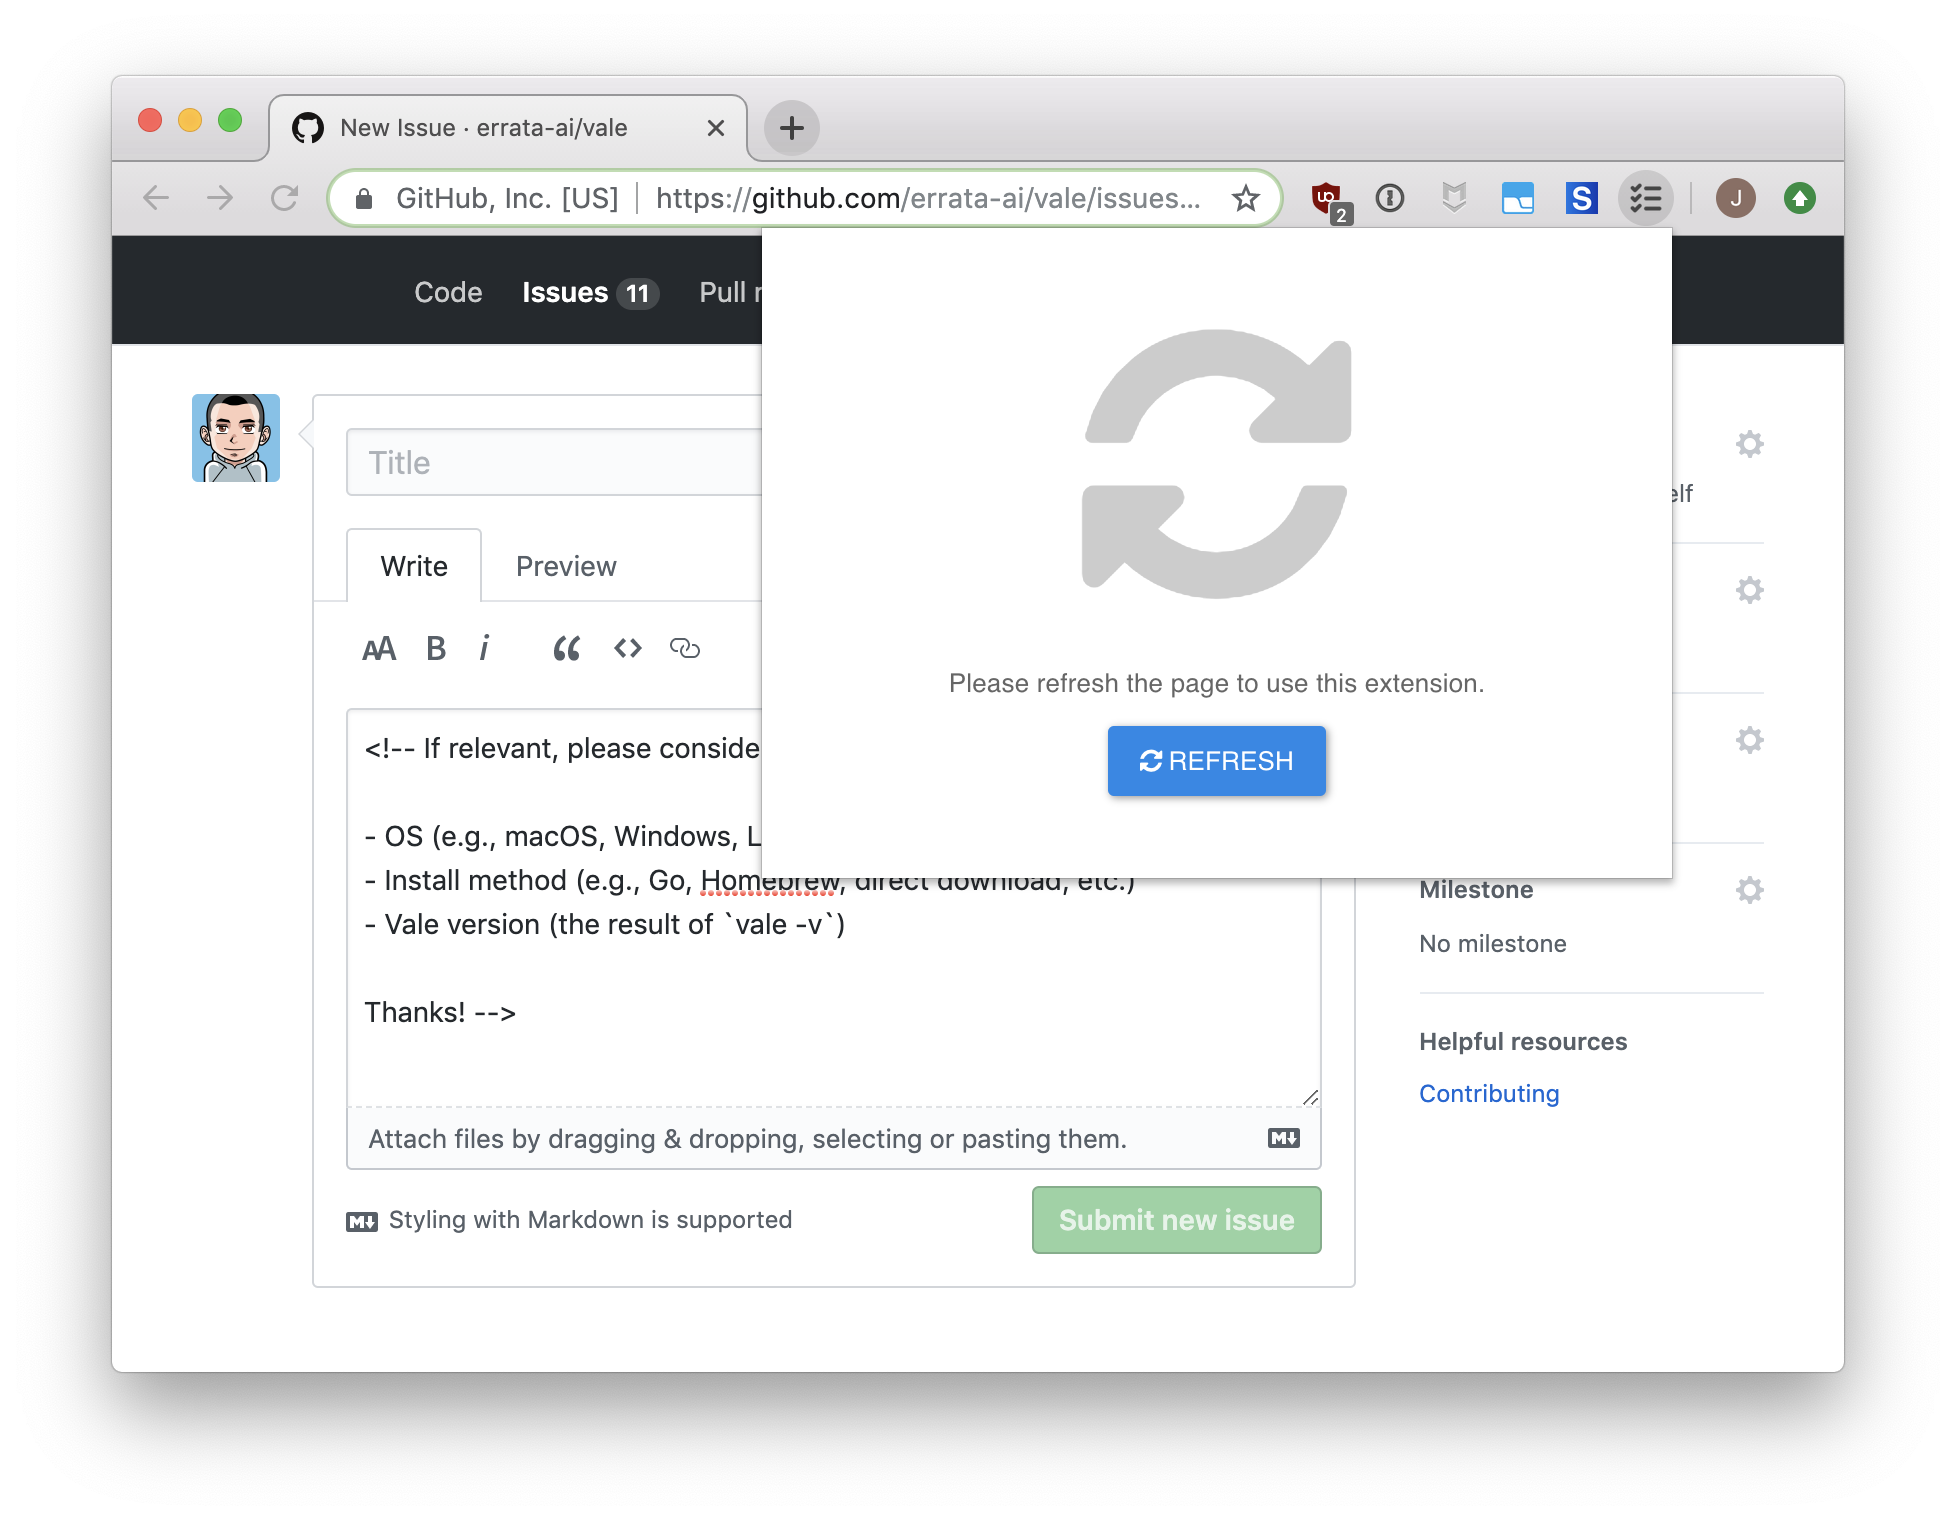 New Issue · errata-ai/vale
GitHub, Inc. [US] https://github.com/errata-ai/vale/issues...
2
S
J
Code Issues 11 Pull
Title
Write Preview
AA B i
Please refresh the page to use this extension.
REFRESH
<!-- If relevant, please conside
- OS (e.g., macOS, Windows, L
- Install method (e.g., Go, Homebrew, direct download, etc.)
- Vale version (the result of `vale -v`)
Thanks! -->
Attach files by dragging & dropping, selecting or pasting them.
Styling with Markdown is supported
Submit new issue
elf
Milestone
No milestone
Helpful resources
Contributing